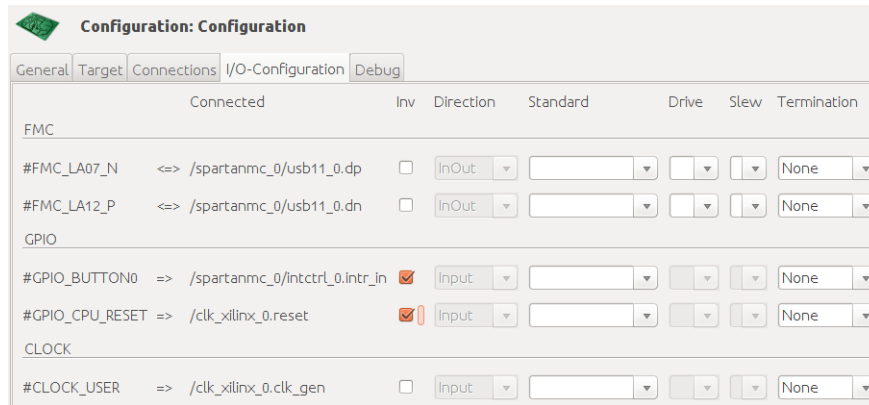 Configuration: Configuration
General Target Connections I/O-Configuration Debug
Connected Inv Direction Standard Drive Slew Termination
FMC
#FMC_LA07_N <=> /spartanmc_0/usb11_0.dp InOut None
#FMC_LA12_P <=> /spartanmc_0/usb11_0.dn InOut None
GPIO
#GPIO_BUTTON0 => /spartanmc_0/intctrl_0.intr_in Input None
#GPIO_CPU_RESET => /clk_xilinx_0.reset Input None
CLOCK
#CLOCK_USER => /clk_xilinx_0.clk_gen Input None